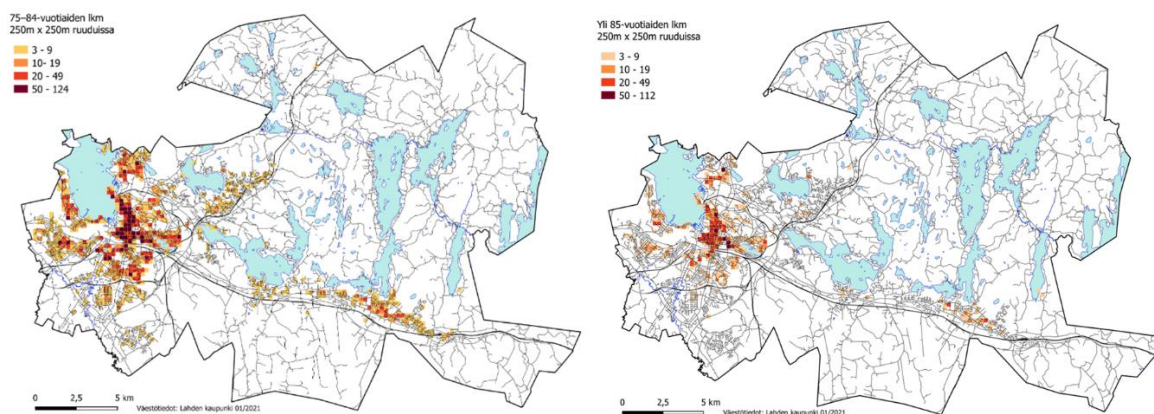 75–84-vuotiaiden lkm
250m x 250m ruuduissa
3 - 9
10- 19
20 - 49
50 - 124
0 2,5 5 km
Väestötiedot: Lahden kaupunki 01/2021
Yli 85-vuotiaiden lkm
250m x 250m ruuduissa
3 - 9
10 - 19
20 - 49
50 - 112
0 2,5 5 km
Väestötiedot: Lahden kaupunki 01/2021